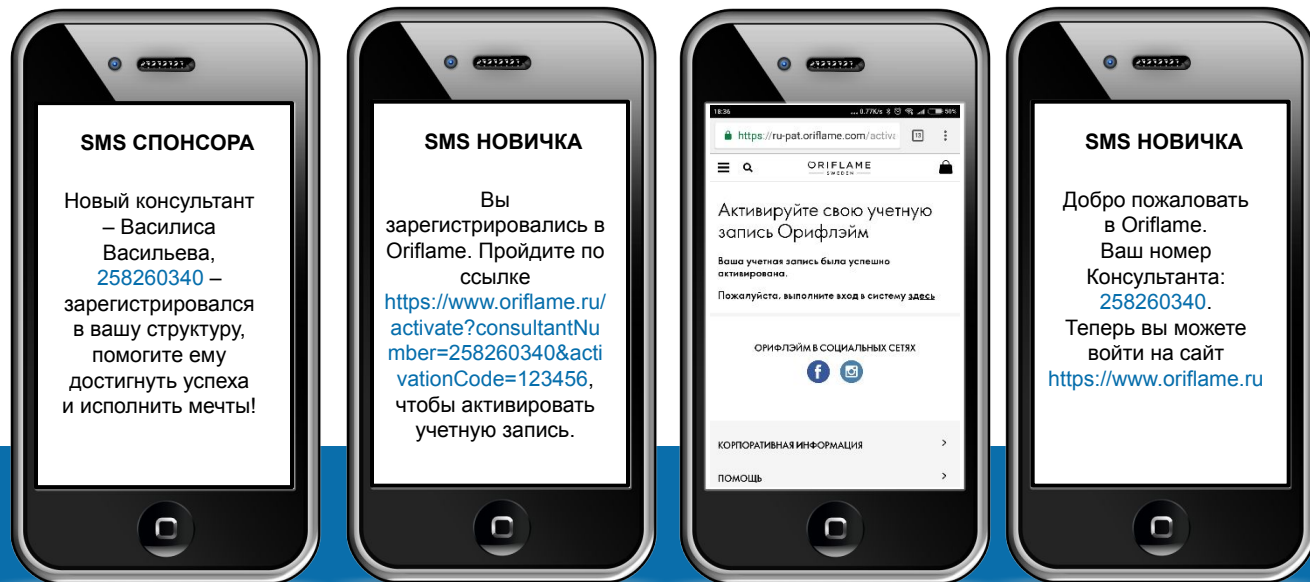 SMS СПОНСОРА
Новый консультант
– Василиса
Васильева,
258260340 –
зарегистрировался
в вашу структуру,
помогите ему
достигнуть успеха
и исполнить мечты!
SMS НОВИЧКА
Вы
зарегистрировались в
Oriflame. Пройдите по
ссылке
https://www.oriflame.ru/
activate?consultantNu
mber=258260340&acti
vationCode=123456,
чтобы активировать
учетную запись.
18:36
... 0.77K/s
50%
https://ru-pat.oriflame.com/activa
13
ORIFLAME
SWEDEN
Активируйте свою учетную
запись Орифлэйм
Ваша учетная запись была успешно
активирована.
Пожалуйста, выполните вход в систему здесь
ОРИФЛЭЙМ В СОЦИАЛЬНЫХ СЕТЯХ
КОРПОРАТИВНАЯ ИНФОРМАЦИЯ
ПОМОЩЬ
SMS НОВИЧКА
Добро пожаловать
в Oriflame.
Ваш номер
Консультанта:
258260340.
Теперь вы можете
войти на сайт
https://www.oriflame.ru